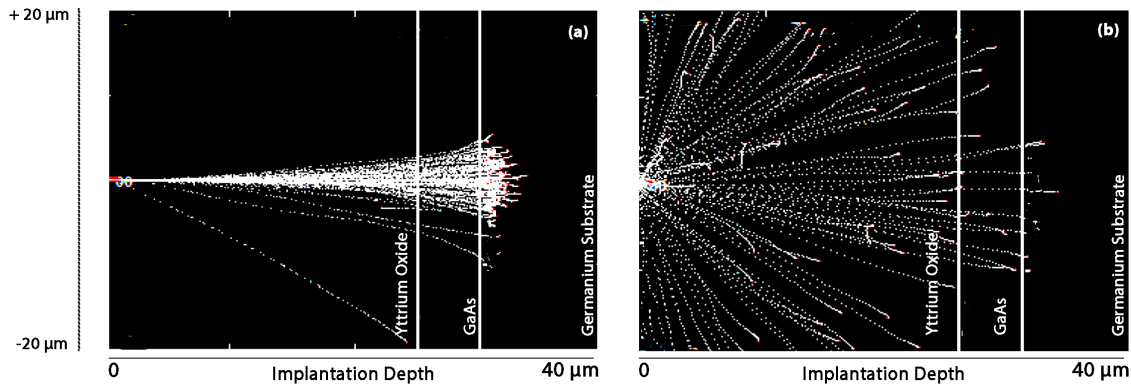 + 20 µm
-20 µm
(a)
Yttrium Oxide
GaAs
Germanium Substrate
0
Implantation Depth
40 µm
(b)
Yttrium Oxide
GaAs
Germanium Substrate
0
Implantation Depth
40 µm